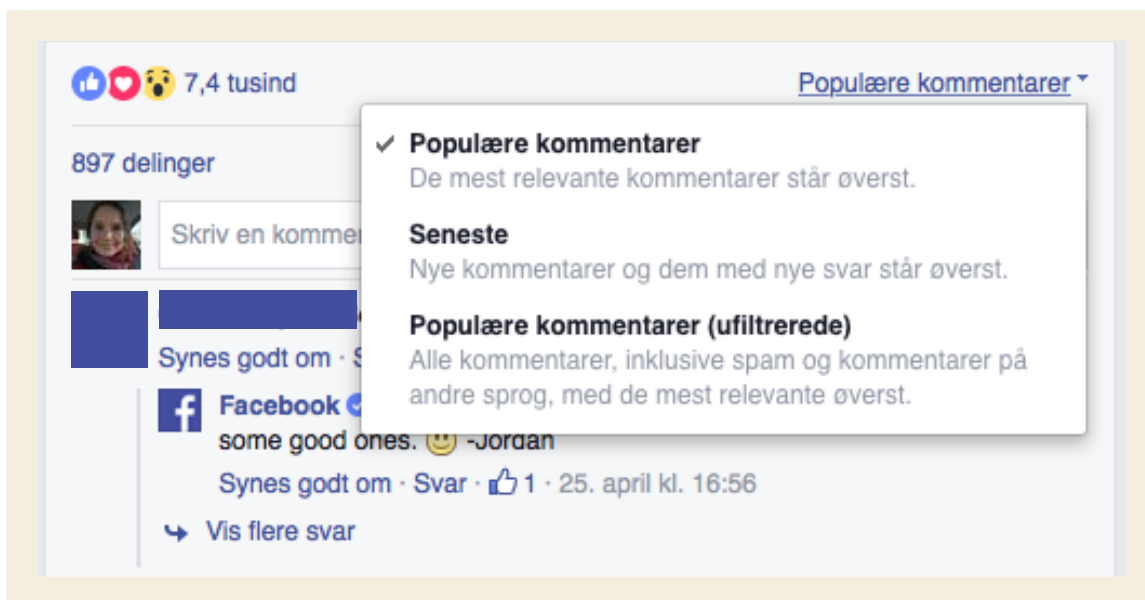 7,4 tusind
Populære kommentarer
897 delinger
Populære kommentarer
De mest relevante kommentarer står øverst.
Skriv en
Seneste
Nye kommentarer og dem med nye svar står øverst.
Populære kommentarer (ufiltrerede)
Alle kommentarer, inklusive spam og kommentarer på
andre sprog, med de mest relevante øverst.
Synes godt om ·
Facebook
some good ones. -Jordan
Synes godt om · Svar · 1 · 25. april kl. 16:56
Vis flere svar